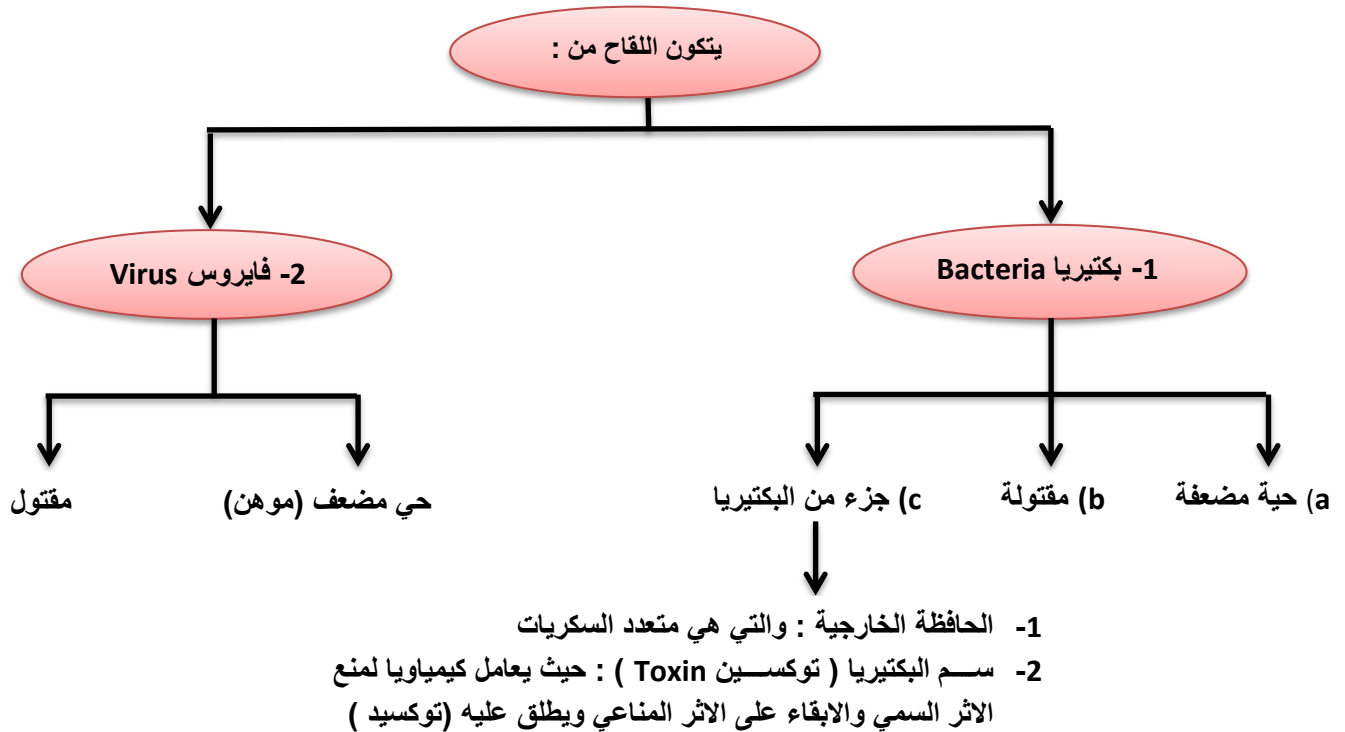 يتكون اللقاح من :
1- بكتيريا Bacteria
2- فايروس Virus
a) حية مضعفة
b) مقتولة
c) جزء من البكتيريا
حي مضعف (موهن)
مقتول
1- الحافظة الخارجية : والتي هي متعدد السكريات
2- ســـم البكتيريا ( توكســـين Toxin ) : حيث يعامل كيمياويا لمنع
الاثر السمي والابقاء على الاثر المناعي ويطلق عليه (توكسيد )